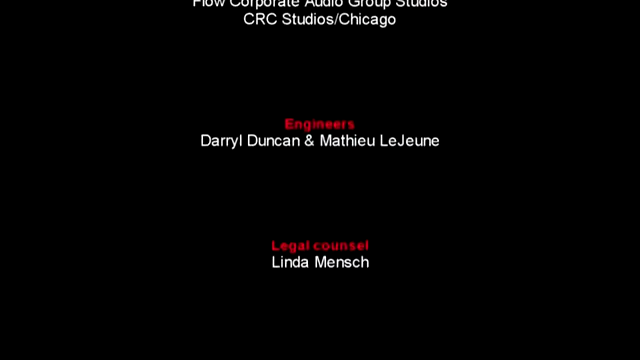 Flow Corporate Audio Group Studios
CRC Studios/Chicago
Engineers
Darryl Duncan & Mathieu LeJeune
Legal counsel
Linda Mensch